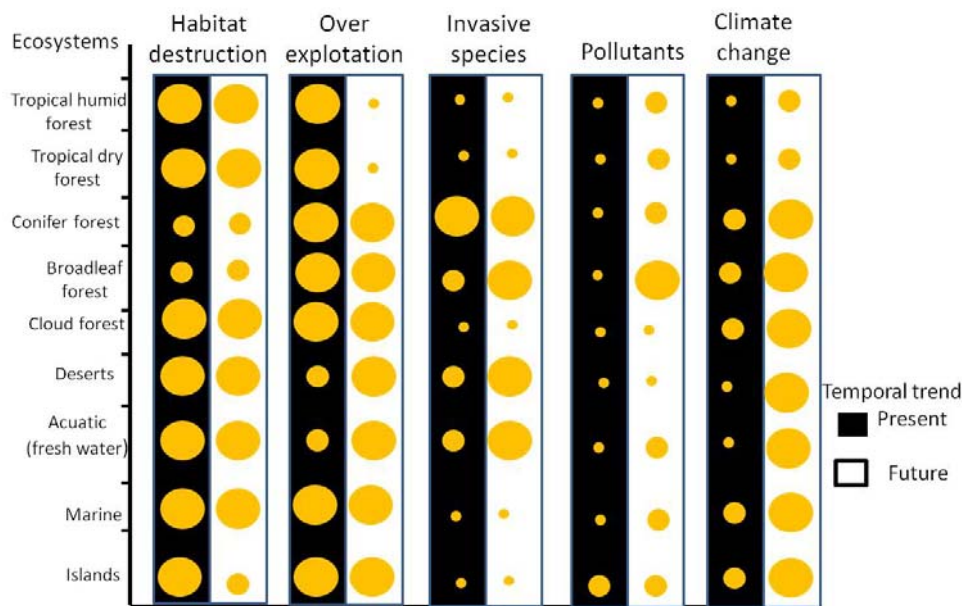 Ecosystems
Habitat
destruction
Over
explotation
Invasive
species
Pollutants
Climate
change
Tropical humid
forest
Tropical dry
forest
Conifer forest
Broadleaf
forest
Cloud forest
Deserts
Acuatic
(fresh water)
Marine
Islands
Temporal trend
Present
Future